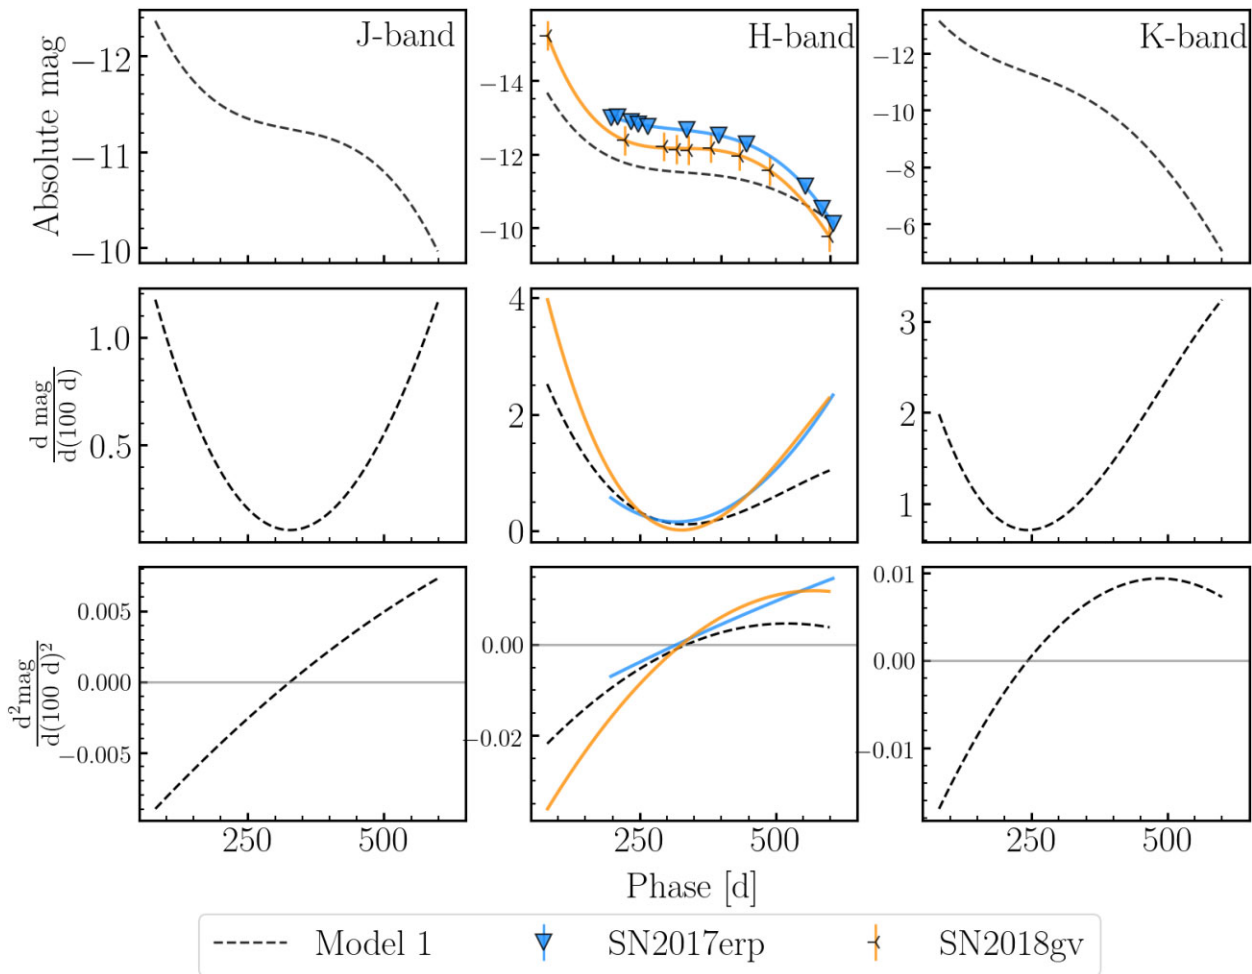 J-band
H-band
K-band
Absolute mag
−12
−11
−10
−14
−12
−10
−12
−10
−8
−6
d mag
d(100 d)
1.0
0.5
4
2
0
3
2
1
d²mag
d(100 d)²
0.005
0.000
−0.005
0.00
−0.02
0.01
0.00
−0.01
250
500
250
500
250
500
Phase [d]
Model 1
SN2017erp
SN2018gv